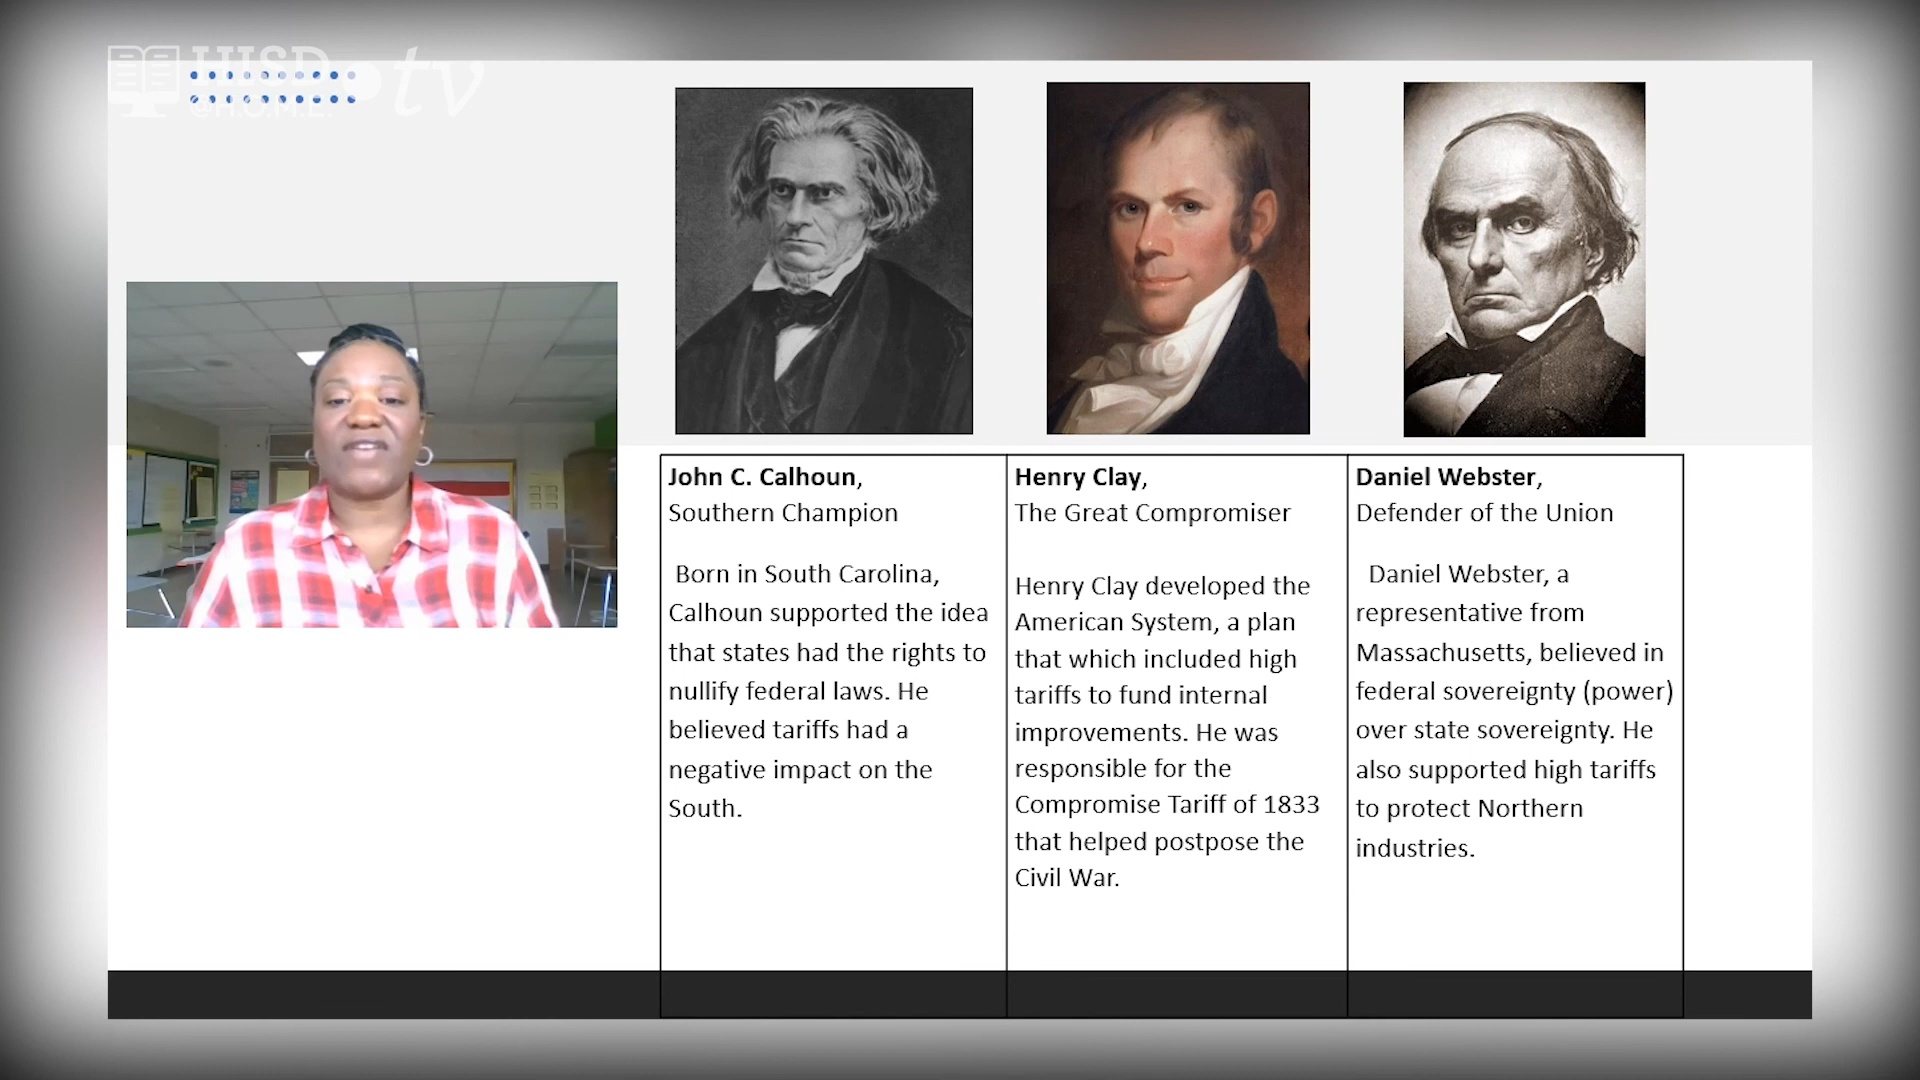 HISD
@H.O.M.E.
tv
John C. Calhoun,
Southern Champion
Born in South Carolina,
Calhoun supported the idea
that states had the rights to
nullify federal laws. He
believed tariffs had a
negative impact on the
South.
Henry Clay,
The Great Compromiser
Henry Clay developed the
American System, a plan
that which included high
tariffs to fund internal
improvements. He was
responsible for the
Compromise Tariff of 1833
that helped postpose the
Civil War.
Daniel Webster,
Defender of the Union
Daniel Webster, a
representative from
Massachusetts, believed in
federal sovereignty (power)
over state sovereignty. He
also supported high tariffs
to protect Northern
industries.